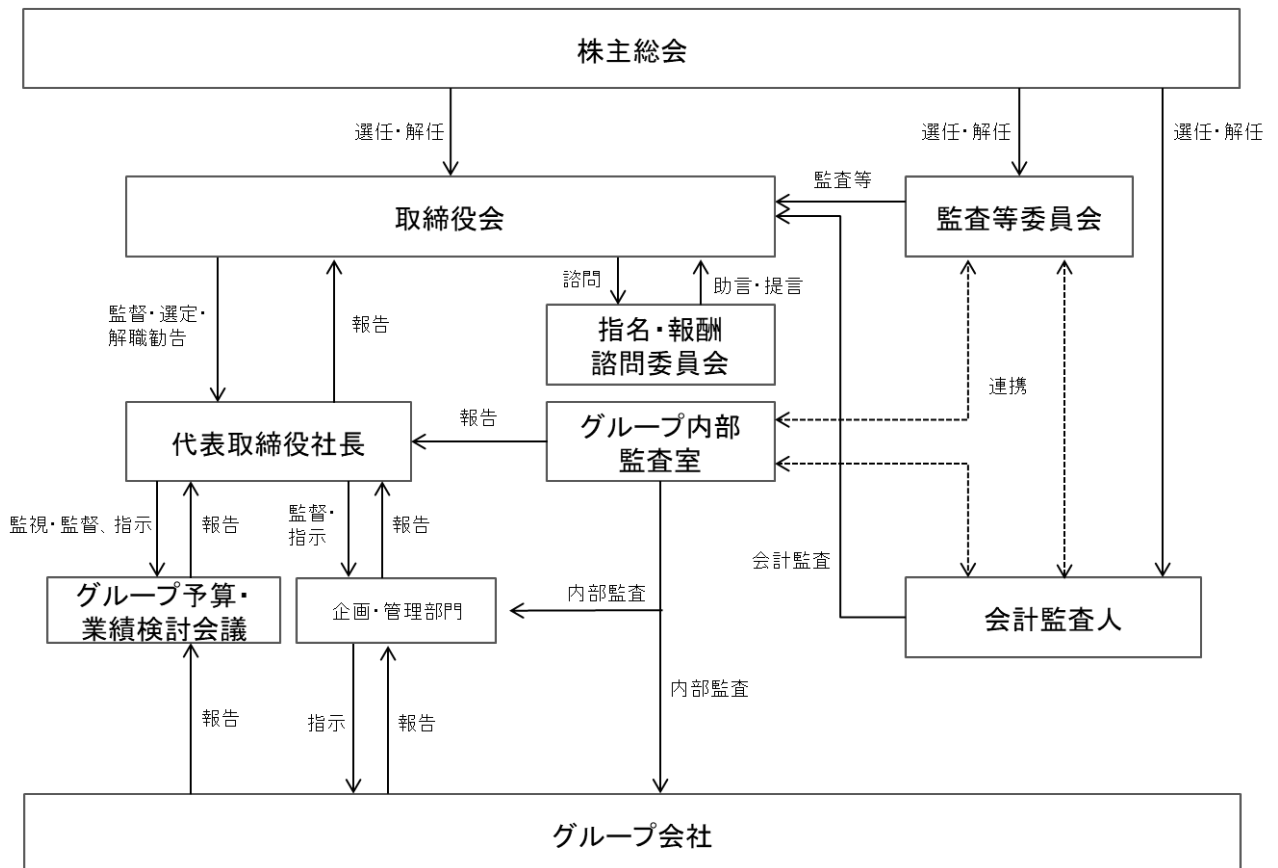 株主総会
選任・解任
選任・解任
選任・解任
監査等
取締役会
監査等委員会
諮問
助言・提言
監督・選定・
解職勧告
報告
指名・報酬
諮問委員会
連携
報告
代表取締役社長
グループ内部
監査室
監視・監督、指示
報告
監督・
指示
報告
会計監査
グループ予算・
業績検討会議
企画・管理部門
内部監査
会計監査人
内部監査
報告
指示
報告
グループ会社